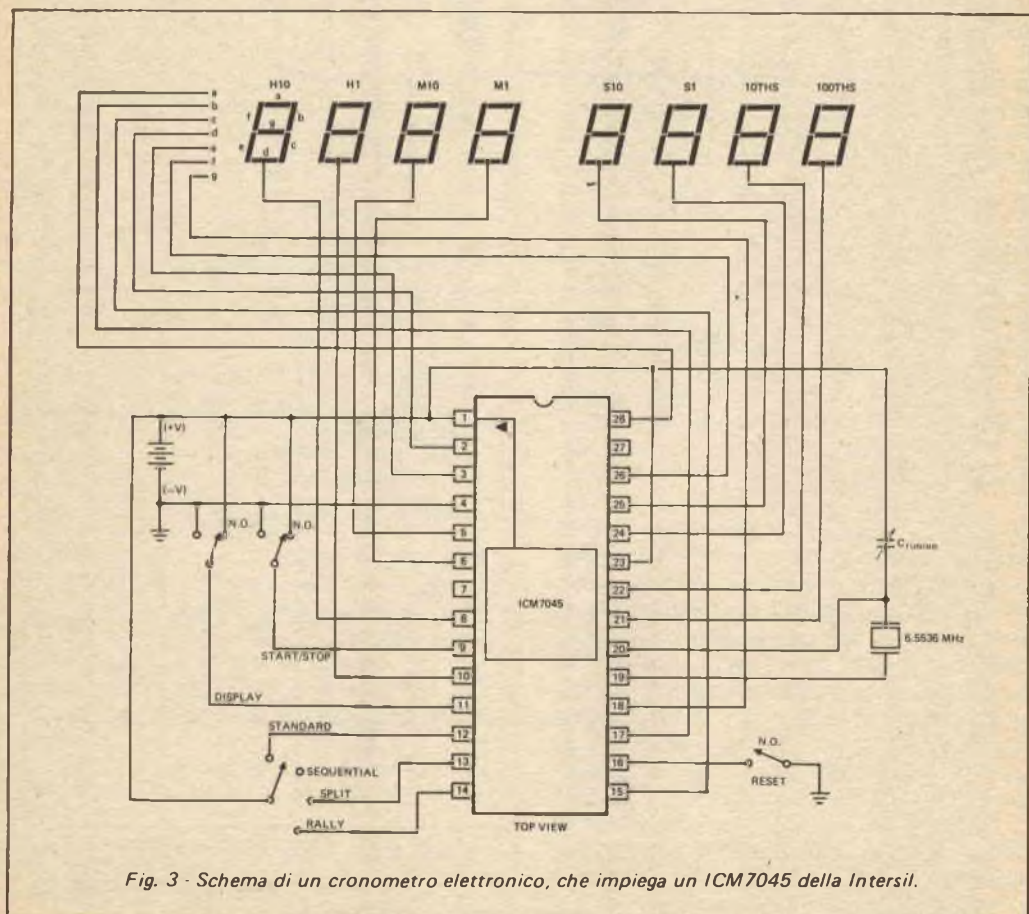 H10 H1 M10 M1 S10 S1 10THS 100THS
a
b
c
d
e
f
g
a
f b
g
e c
d
(+V)
(−V)
N.O. N.O.
START/STOP
DISPLAY
STANDARD
SEQUENTIAL
SPLIT
RALLY
1
2
3
4
5
6
7
8
9
10
11
12
13
14
ICM7045
TOP VIEW
28
27
26
25
24
23
22
21
20
19
18
17
16
15
CTUNING
6.5536 MHz
N.O.
RESET
Fig. 3 - Schema di un cronometro elettronico, che impiega un ICM7045 della Intersil.